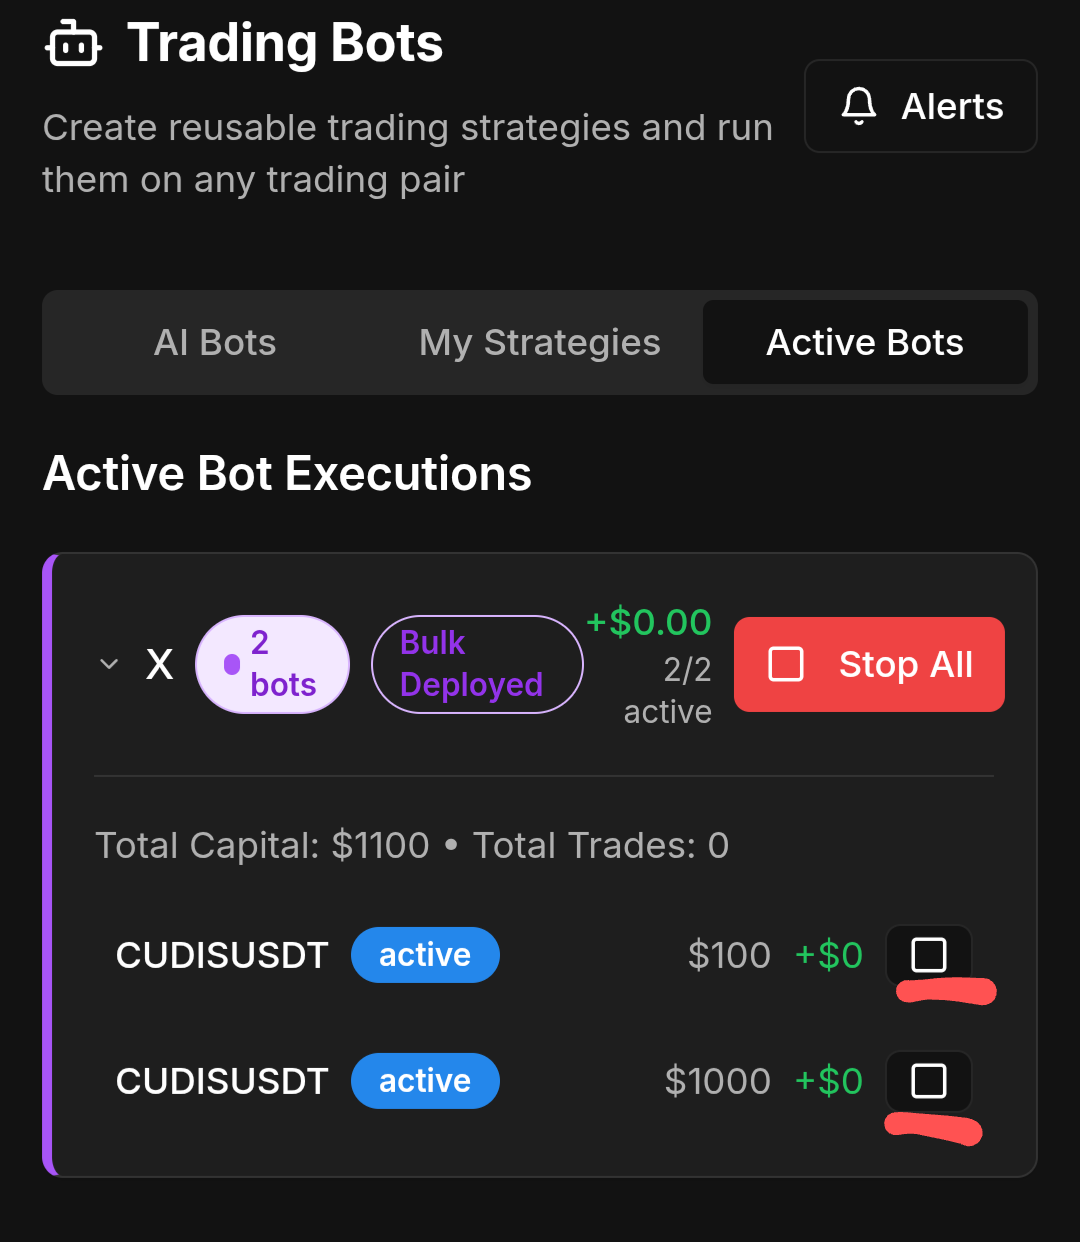 Trading Bots
Create reusable trading strategies and run
them on any trading pair
Alerts
AI Bots
My Strategies
Active Bots
Active Bot Executions
X
2
bots
Bulk
Deployed
+$0.00
2/2
active
Stop All
Total Capital: $1100 • Total Trades: 0
CUDISUSDT active $100 +$0
CUDISUSDT active $1000 +$0